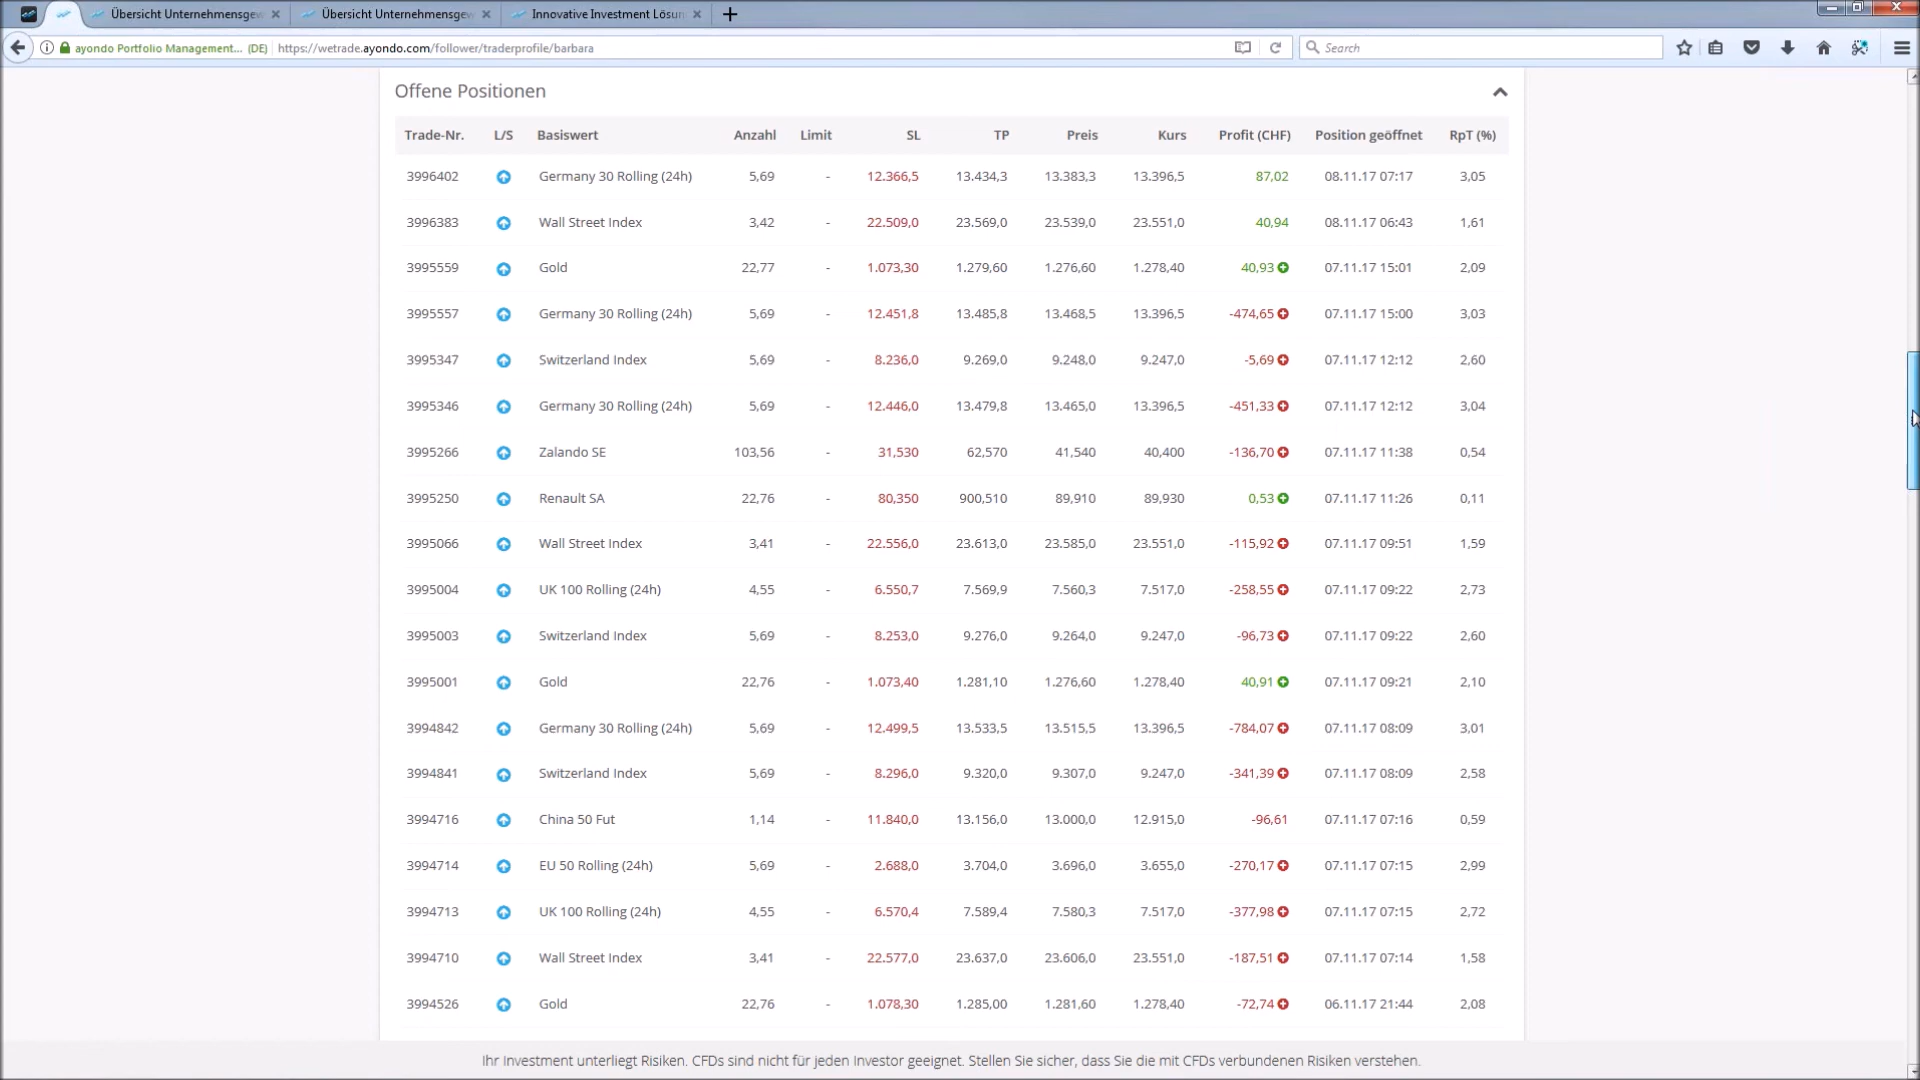 Übersicht Unternehmensgew
Übersicht Unternehmensgew
Innovative Investment Lösun
ayondo Portfolio Management... (DE) https://wetrade.ayondo.com/follower/traderprofile/barbara Search
Offene Positionen
Trade-Nr. L/S Basiswert Anzahl Limit SL TP Preis Kurs Profit (CHF) Position geöffnet RpT (%)
3996402 Germany 30 Rolling (24h) 5,69 - 12.366,5 13.434,3 13.383,3 13.396,5 87,02 08.11.17 07:17 3,05
3996383 Wall Street Index 3,42 - 22.509,0 23.569,0 23.539,0 23.551,0 40,94 08.11.17 06:43 1,61
3995559 Gold 22,77 - 1.073,30 1.279,60 1.276,60 1.278,40 40,93 07.11.17 15:01 2,09
3995557 Germany 30 Rolling (24h) 5,69 - 12.451,8 13.485,8 13.468,5 13.396,5 -474,65 07.11.17 15:00 3,03
3995347 Switzerland Index 5,69 - 8.236,0 9.269,0 9.248,0 9.247,0 -5,69 07.11.17 12:12 2,60
3995346 Germany 30 Rolling (24h) 5,69 - 12.446,0 13.479,8 13.465,0 13.396,5 -451,33 07.11.17 12:12 3,04
3995266 Zalando SE 103,56 - 31,530 62,570 41,540 40,400 -136,70 07.11.17 11:38 0,54
3995250 Renault SA 22,76 - 80,350 900,510 89,910 89,930 0,53 07.11.17 11:26 0,11
3995066 Wall Street Index 3,41 - 22.556,0 23.613,0 23.585,0 23.551,0 -115,92 07.11.17 09:51 1,59
3995004 UK 100 Rolling (24h) 4,55 - 6.550,7 7.569,9 7.560,3 7.517,0 -258,55 07.11.17 09:22 2,73
3995003 Switzerland Index 5,69 - 8.253,0 9.276,0 9.264,0 9.247,0 -96,73 07.11.17 09:22 2,60
3995001 Gold 22,76 - 1.073,40 1.281,10 1.276,60 1.278,40 40,91 07.11.17 09:21 2,10
3994842 Germany 30 Rolling (24h) 5,69 - 12.499,5 13.533,5 13.515,5 13.396,5 -784,07 07.11.17 08:09 3,01
3994841 Switzerland Index 5,69 - 8.296,0 9.320,0 9.307,0 9.247,0 -341,39 07.11.17 08:09 2,58
3994716 China 50 Fut 1,14 - 11.840,0 13.156,0 13.000,0 12.915,0 -96,61 07.11.17 07:16 0,59
3994714 EU 50 Rolling (24h) 5,69 - 2.688,0 3.704,0 3.696,0 3.655,0 -270,17 07.11.17 07:15 2,99
3994713 UK 100 Rolling (24h) 4,55 - 6.570,4 7.589,4 7.580,3 7.517,0 -377,98 07.11.17 07:15 2,72
3994710 Wall Street Index 3,41 - 22.577,0 23.637,0 23.606,0 23.551,0 -187,51 07.11.17 07:14 1,58
3994526 Gold 22,76 - 1.078,30 1.285,00 1.281,60 1.278,40 -72,74 06.11.17 21:44 2,08
Ihr Investment unterliegt Risiken. CFDs sind nicht für jeden Investor geeignet. Stellen Sie sicher, dass Sie die mit CFDs verbundenen Risiken verstehen.